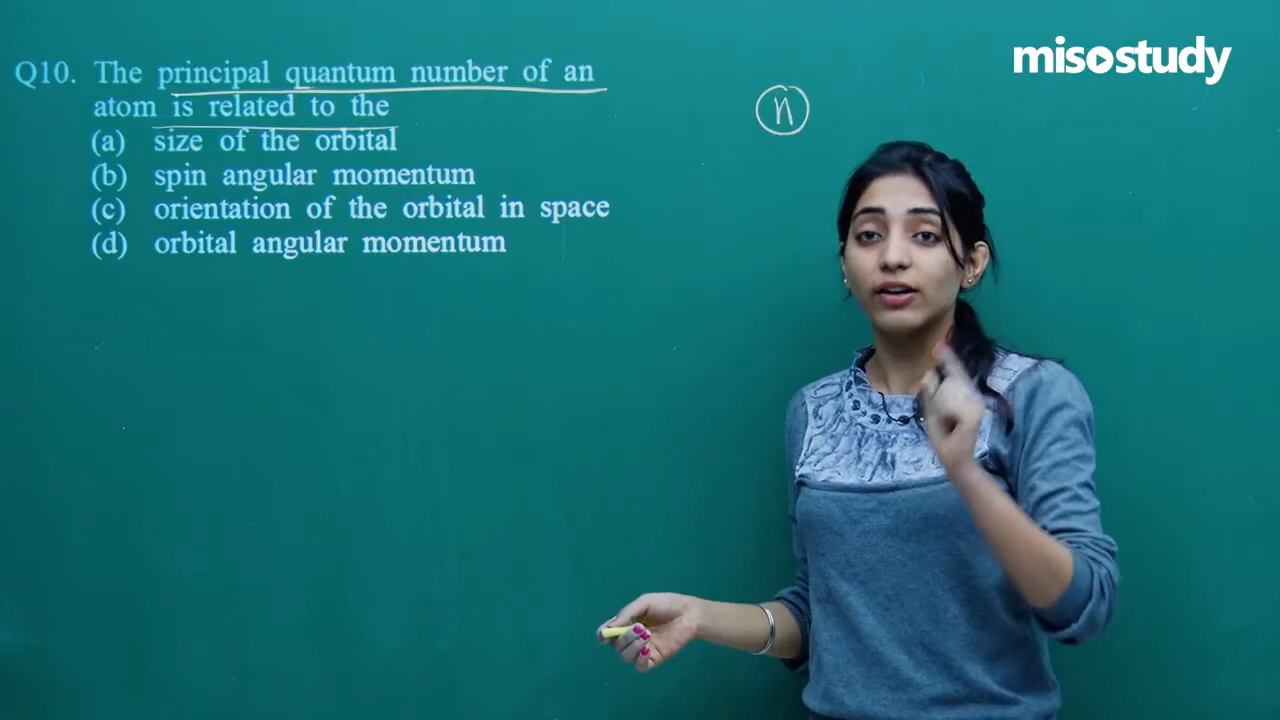 misostudy
Q10. The principal quantum number of an
atom is related to the
(a) size of the orbital
(b) spin angular momentum
(c) orientation of the orbital in space
(d) orbital angular momentum
n